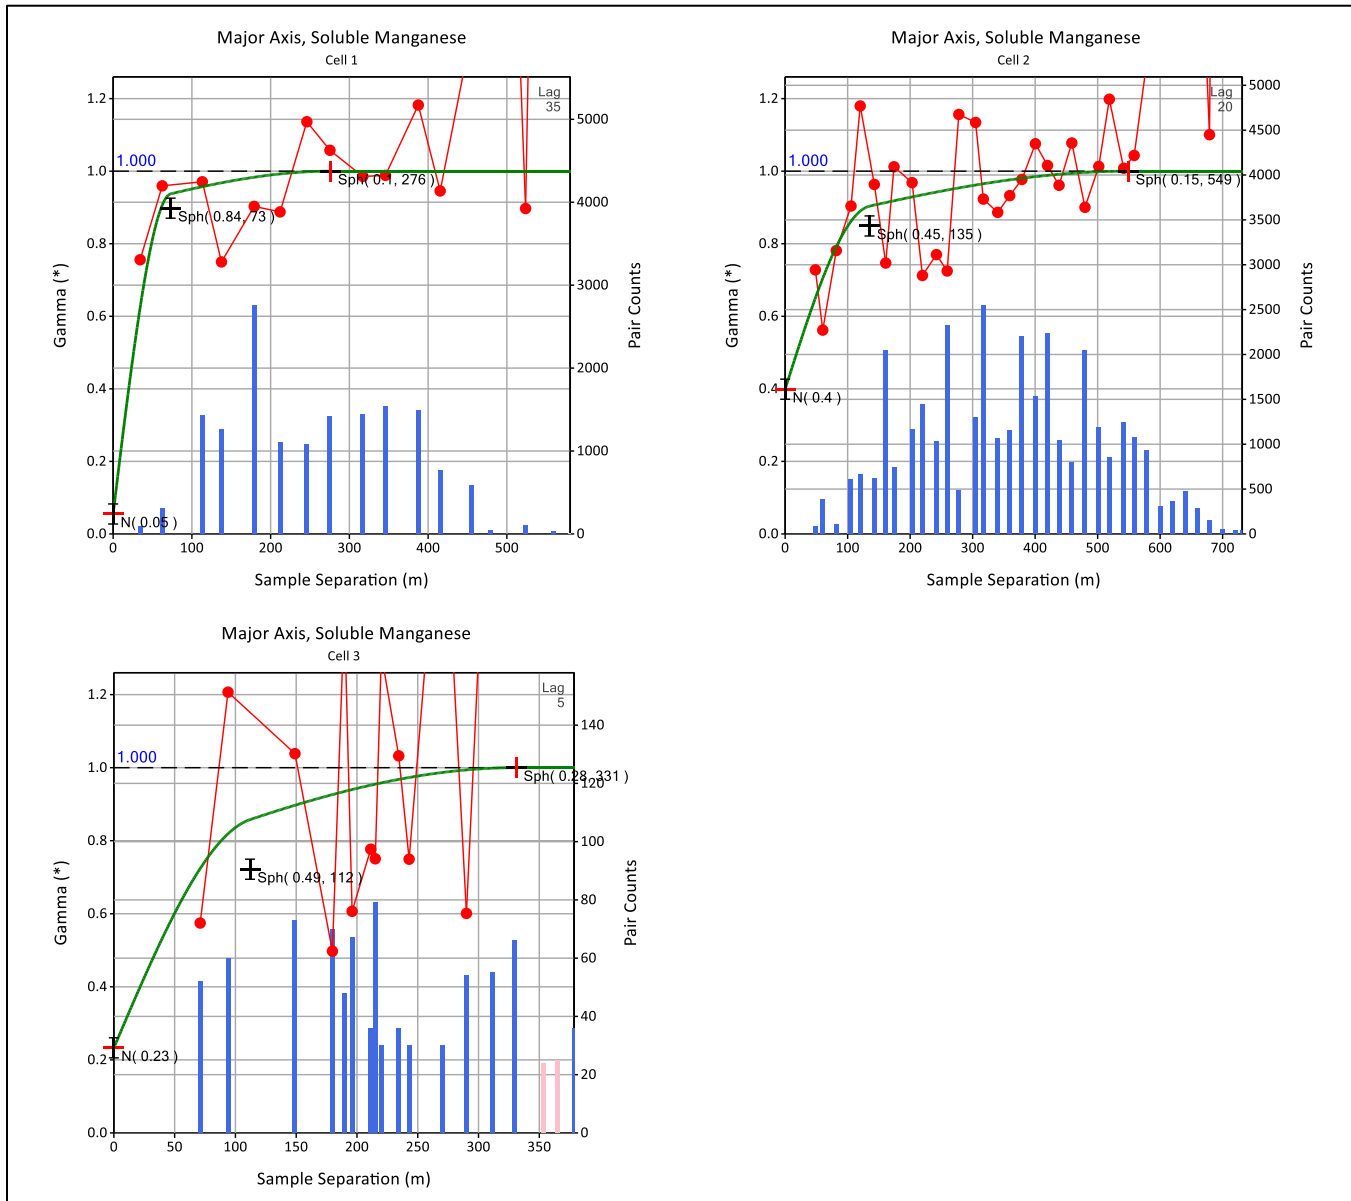 Major Axis, Soluble Manganese
Cell 1
Lag
35
1.000
Sph( 0.1, 276 )
Sph( 0.84, 73 )
N( 0.05 )
1.2
1.0
0.8
0.6
0.4
0.2
0.0
Gamma (*)
5000
4000
3000
2000
1000
0
Pair Counts
0 100 200 300 400 500
Sample Separation (m)
Major Axis, Soluble Manganese
Cell 2
Lag
20
1.000
Sph( 0.15, 549 )
Sph( 0.45, 135 )
N( 0.4 )
1.2
1.0
0.8
0.6
0.4
0.2
0.0
Gamma (*)
5000
4500
4000
3500
3000
2500
2000
1500
1000
500
0
Pair Counts
0 100 200 300 400 500 600 700
Sample Separation (m)
Major Axis, Soluble Manganese
Cell 3
Lag
5
1.000
Sph( 0.28, 331 )
Sph( 0.49, 112 )
N( 0.23 )
1.2
1.0
0.8
0.6
0.4
0.2
0.0
Gamma (*)
140
120
100
80
60
40
20
0
Pair Counts
0 50 100 150 200 250 300 350
Sample Separation (m)